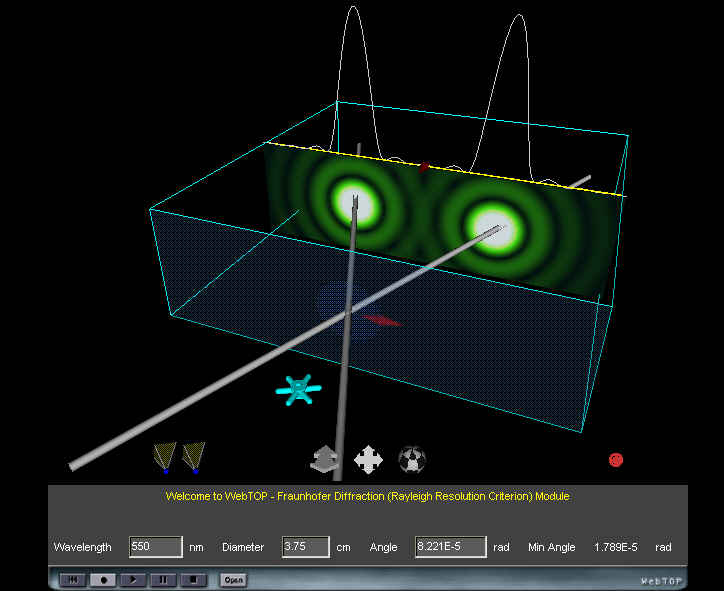 Welcome to WebTOP - Fraunhofer Diffraction (Rayleigh Resolution Criterion) Module
Wavelength 550 nm Diameter 3.75 cm Angle 8.221E-5 rad Min Angle 1.789E-5 rad
Open WebTOP